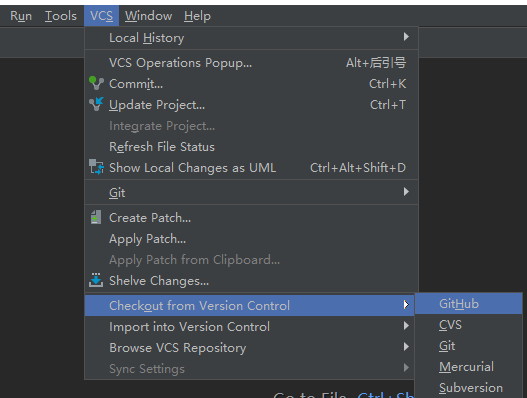 Run Tools VCS Window Help
Local History
VCS Operations Popup... Alt+后引号
Commit... Ctrl+K
Update Project... Ctrl+T
Integrate Project...
Refresh File Status
Show Local Changes as UML Ctrl+Alt+Shift+D
Git
Create Patch...
Apply Patch...
Apply Patch from Clipboard...
Shelve Changes...
Checkout from Version Control GitHub
Import into Version Control CVS
Browse VCS Repository Git
Sync Settings Mercurial
Subversion
Go to File Ctrl+Sh